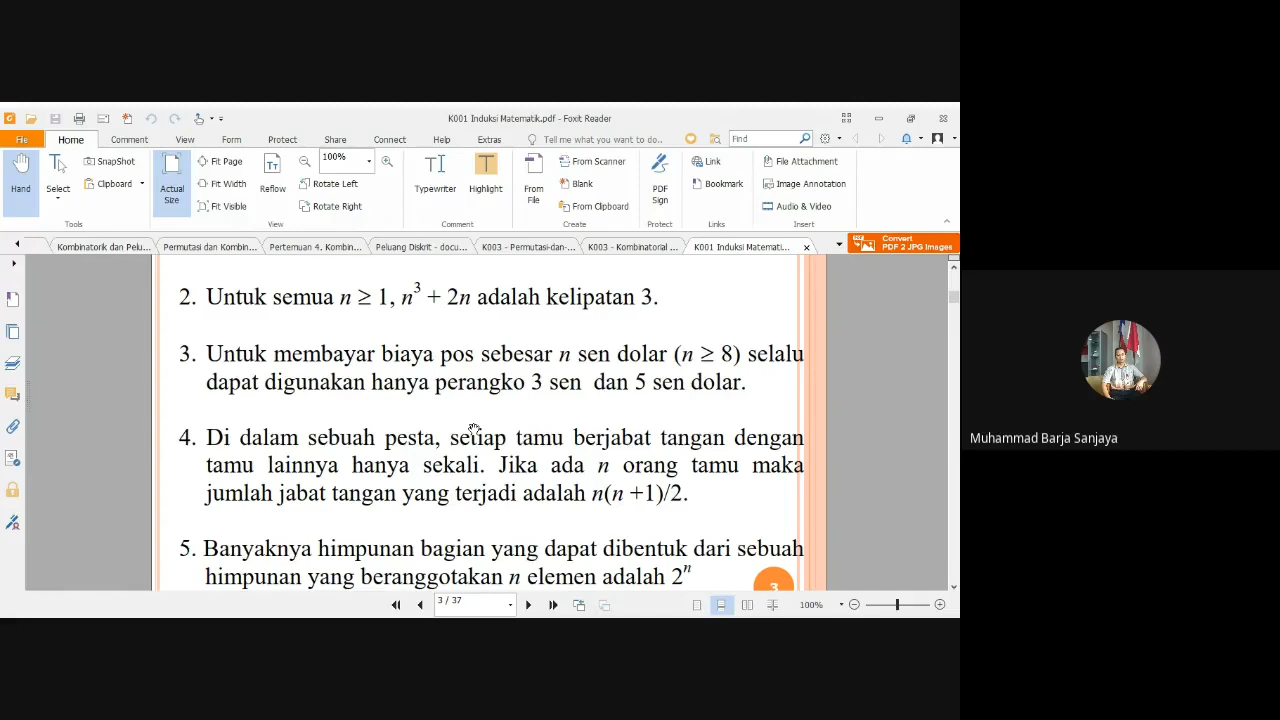 K001 Induksi Matematik.pdf - Foxit Reader
File Home Comment View Form Protect Share Connect Help Extras Tell me what you want to do.. Find
Hand
Select
SnapShot
Clipboard
Tools
Actual Size
Fit Page
Fit Width
Fit Visible
Reflow
100%
Rotate Left
Rotate Right
View
Typewriter
Highlight
Comment
From File
From Scanner
Blank
From Clipboard
Create
PDF Sign
Protect
Link
Bookmark
Links
File Attachment
Image Annotation
Audio & Video
Insert
Kombinatorik dan Pelu... Permutasi dan Kombin... Pertemuan 4. Kombin... Peluang Diskrit - docu... K003 - Permutasi-dan-... K003 - Kombinatorial ... K001 Induksi Matemati...
Convert
PDF 2 JPG Images
2. Untuk semua n ≥ 1, n³ + 2n adalah kelipatan 3.
3. Untuk membayar biaya pos sebesar n sen dolar (n ≥ 8) selalu
dapat digunakan hanya perangko 3 sen dan 5 sen dolar.
4. Di dalam sebuah pesta, setiap tamu berjabat tangan dengan
tamu lainnya hanya sekali. Jika ada n orang tamu maka
jumlah jabat tangan yang terjadi adalah n(n +1)/2.
5. Banyaknya himpunan bagian yang dapat dibentuk dari sebuah
himpunan yang beranggotakan n elemen adalah 2ⁿ
3
3 / 37
100%
Muhammad Barja Sanjaya